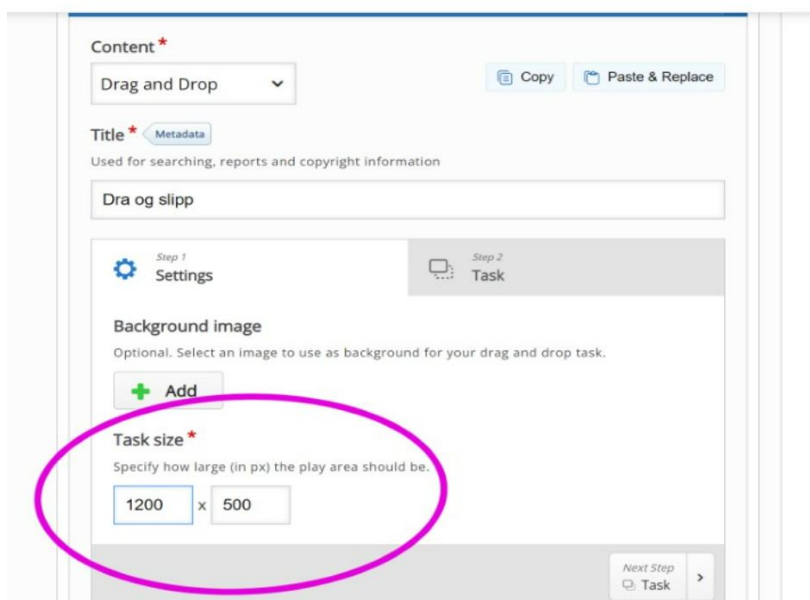 Content *
Drag and Drop
Copy
Paste & Replace
Title * Metadata
Used for searching, reports and copyright information
Dra og slipp
Step 1
Settings
Step 2
Task
Background image
Optional. Select an image to use as background for your drag and drop task.
Add
Task size *
Specify how large (in px) the play area should be.
1200 x 500
Next Step
Task